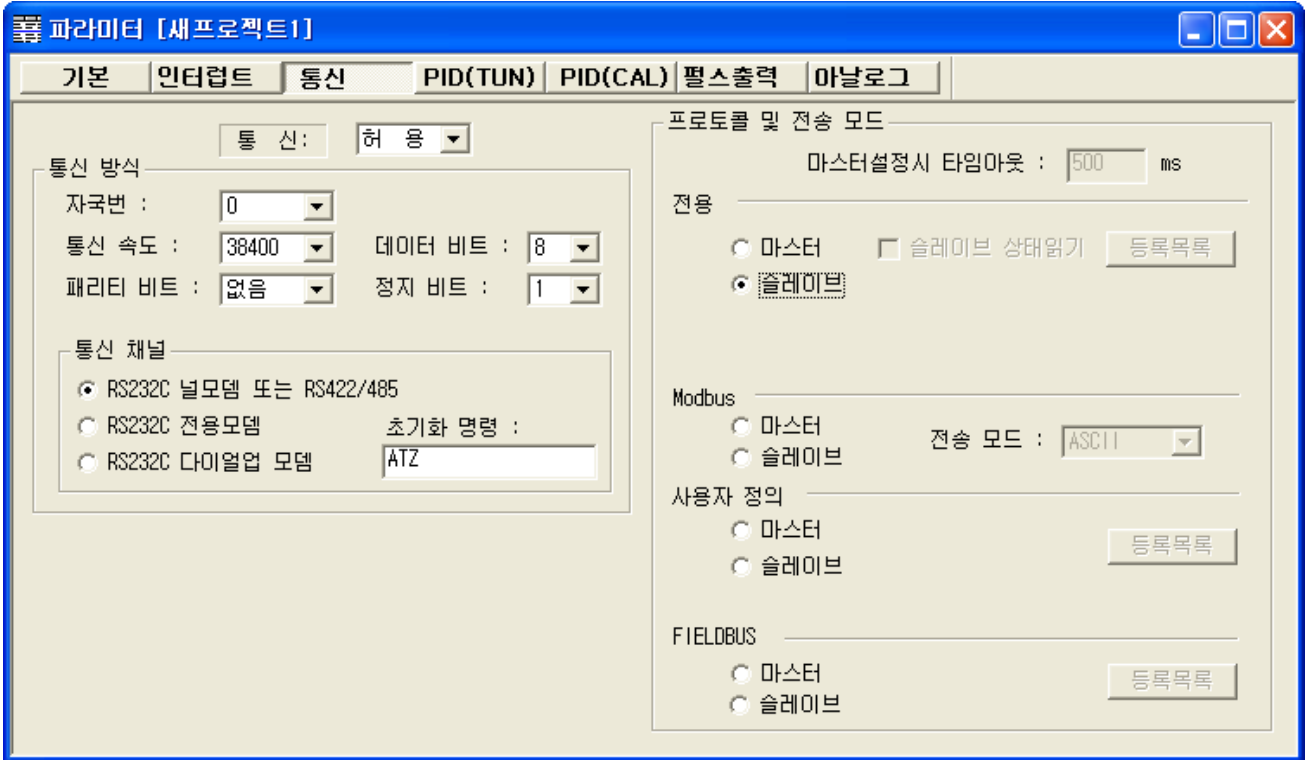 파라미터 [새프로젝트1]
기본 인터럽트 통신 PID(TUN) PID(CAL) 펄스출력 아날로그
통 신: 허 용
통신 방식
자국번 : 0
통신 속도 : 38400 데이터 비트 : 8
패리티 비트 : 없음 정지 비트 : 1
통신 채널
RS232C 널모뎀 또는 RS422/485
RS232C 전용모뎀 초기화 명령 :
RS232C 다이얼업 모뎀 ATZ
프로토콜 및 전송 모드
마스터설정시 타임아웃 : 500 ms
전용
마스터 슬레이브 상태읽기 등록목록
슬레이브
Modbus
마스터
전송 모드 : ASCII
슬레이브
사용자 정의
마스터
등록목록
슬레이브
FIELDBUS
마스터
등록목록
슬레이브